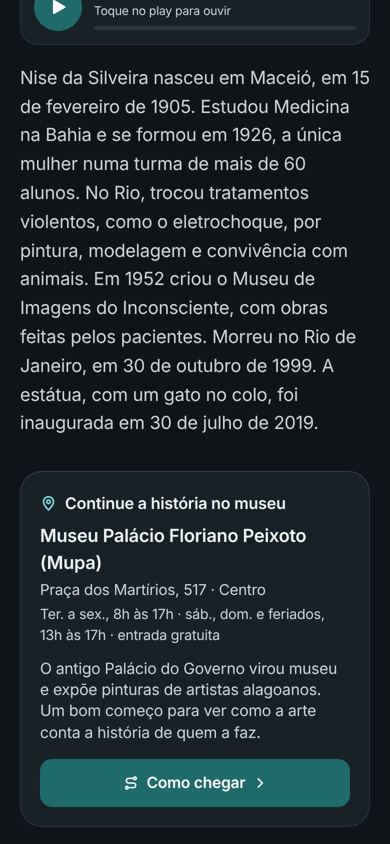 Toque no play para ouvir
Nise da Silveira nasceu em Maceió, em 15
de fevereiro de 1905. Estudou Medicina
na Bahia e se formou em 1926, a única
mulher numa turma de mais de 60
alunos. No Rio, trocou tratamentos
violentos, como o eletrochoque, por
pintura, modelagem e convivência com
animais. Em 1952 criou o Museu de
Imagens do Inconsciente, com obras
feitas pelos pacientes. Morreu no Rio de
Janeiro, em 30 de outubro de 1999. A
estátua, com um gato no colo, foi
inaugurada em 30 de julho de 2019.
Continue a história no museu
Museu Palácio Floriano Peixoto
(Mupa)
Praça dos Martírios, 517 · Centro
Ter. a sex., 8h às 17h · sáb., dom. e feriados,
13h às 17h · entrada gratuita
O antigo Palácio do Governo virou museu
e expõe pinturas de artistas alagoanos.
Um bom começo para ver como a arte
conta a história de quem a faz.
Como chegar